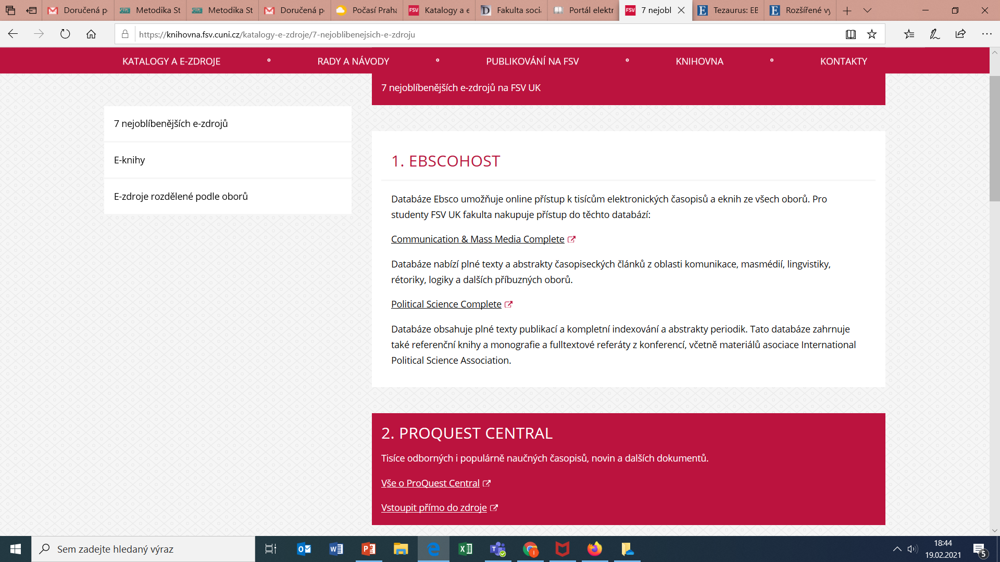 Doručená p
Metodika St
Metodika St
Doručená p
Počasí Praha
FSV Katalogy a e
D Fakulta soci
Portál elektr
FSV 7 nejobl
E Tezaurus: EB
E Rozšířené vy
https://knihovna.fsv.cuni.cz/katalogy-e-zdroje/7-nejoblibenejsich-e-zdroju
KATALOGY A E-ZDROJE
RADY A NÁVODY
PUBLIKOVÁNÍ NA FSV
KNIHOVNA
KONTAKTY
7 nejoblíbenějších e-zdrojů na FSV UK
7 nejoblíbenějších e-zdrojů
E-knihy
E-zdroje rozdělené podle oborů
1. EBSCOHOST
Databáze Ebsco umožňuje online přístup k tisícům elektronických časopisů a eknih ze všech oborů. Pro
studenty FSV UK fakulta nakupuje přístup do těchto databází:
Communication & Mass Media Complete
Databáze nabízí plné texty a abstrakty časopiseckých článků z oblasti komunikace, masmédií, lingvistiky,
rétoriky, logiky a dalších příbuzných oborů.
Political Science Complete
Databáze obsahuje plné texty publikací a kompletní indexování a abstrakty periodik. Tato databáze zahrnuje
také referenční knihy a monografie a fulltextové referáty z konferencí, včetně materiálů asociace International
Political Science Association.
2. PROQUEST CENTRAL
Tisíce odborných i populárně naučných časopisů, novin a dalších dokumentů.
Vše o ProQuest Central
Vstoupit přímo do zdroje
Sem zadejte hledaný výraz
18:44
19.02.2021
5